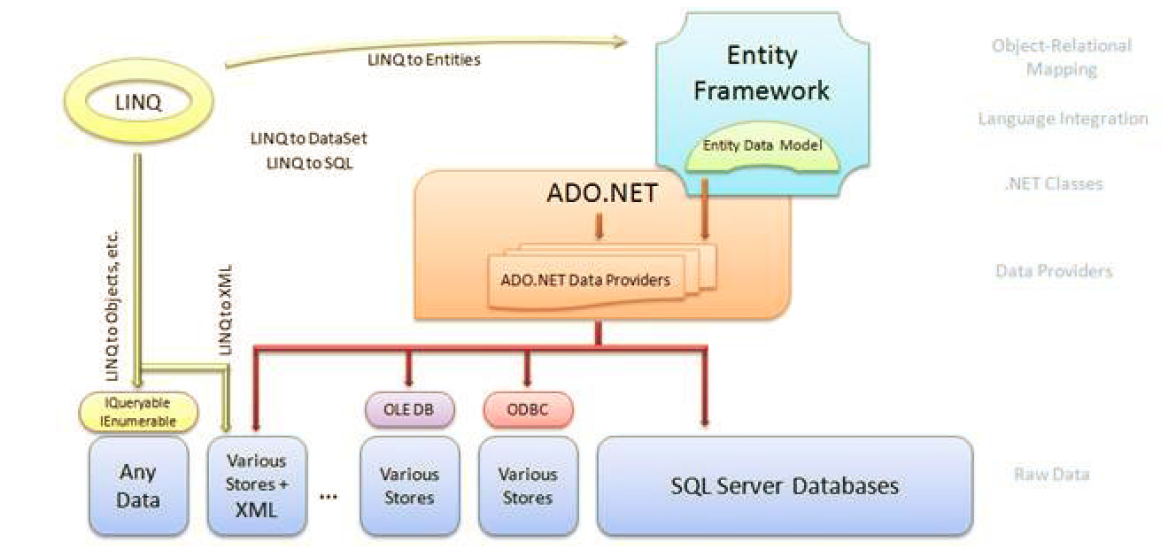 LINQ to Entities
Entity
Framework
Object-Relational
Mapping
LINQ
Language Integration
LINQ to DataSet
LINQ to SQL
Entity Data Model
ADO.NET
.NET Classes
LINQ to Objects, etc.
LINQ to XML
ADO.NET Data Providers
Data Providers
IQueryable
IEnumerable
OLE DB
ODBC
Any
Data
Various
Stores +
XML
...
Various
Stores
Various
Stores
SQL Server Databases
Raw Data